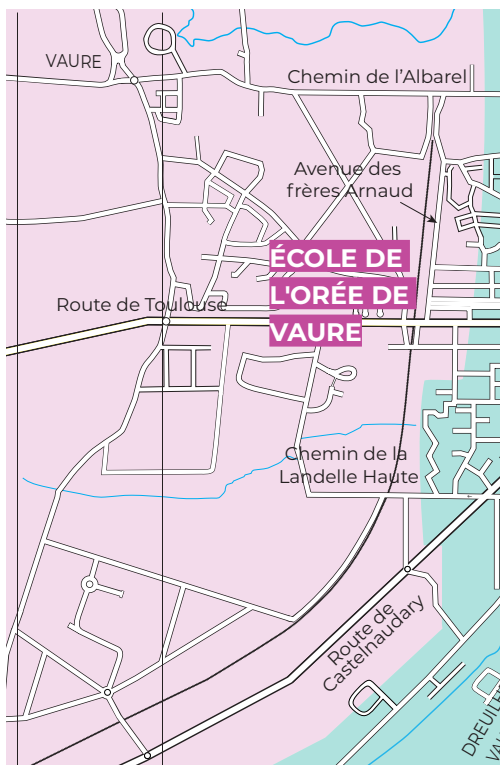 VAURE
Chemin de l'Albarel
Avenue des
frères Arnaud
ÉCOLE DE
L'ORÉE DE
VAURE
Route de Toulouse
Chemin de la
Landelle Haute
Route de
Castelnaudary